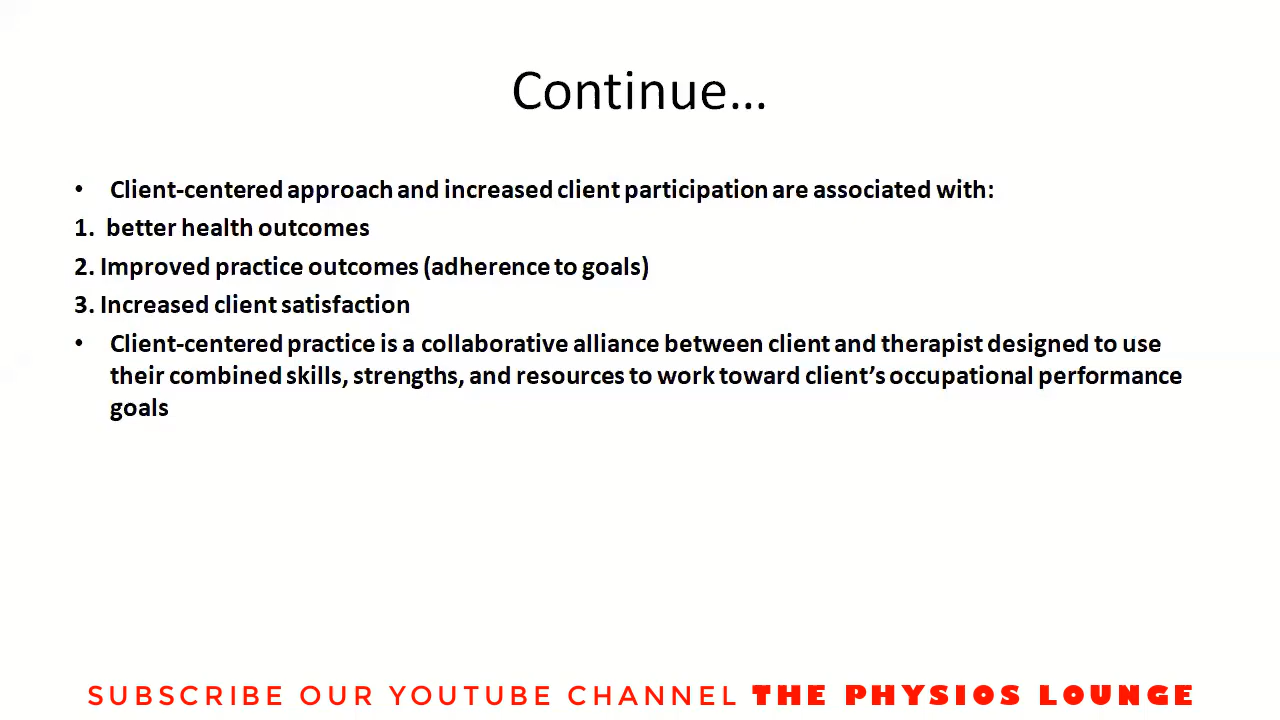 Continue...
• Client-centered approach and increased client participation are associated with:
1. better health outcomes
2. Improved practice outcomes (adherence to goals)
3. Increased client satisfaction
• Client-centered practice is a collaborative alliance between client and therapist designed to use
their combined skills, strengths, and resources to work toward client’s occupational performance
goals
SUBSCRIBE OUR YOUTUBE CHANNEL THE PHYSIOS LOUNGE